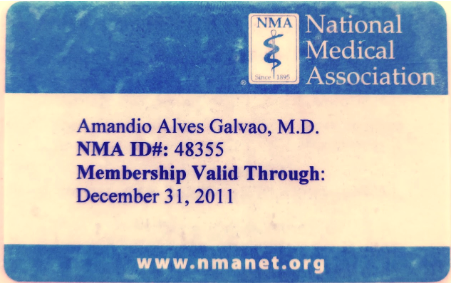 NMA
Since 1895
National
Medical
Association
Amandio Alves Galvao, M.D.
NMA ID#: 48355
Membership Valid Through:
December 31, 2011
www.nmanet.org